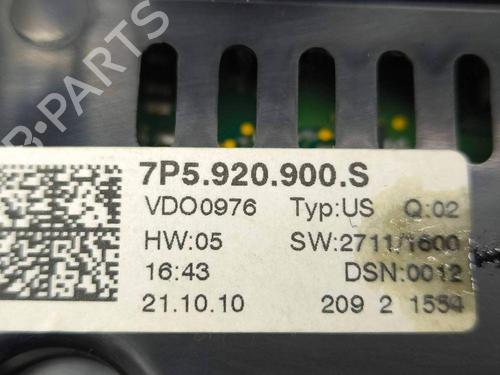 B-PARTS
7P5.920.900.S
VDO0976 Typ:US Q:02
HW:05 SW:2711/1600
16:43 DSN:0012
21.10.10 209 2 1554